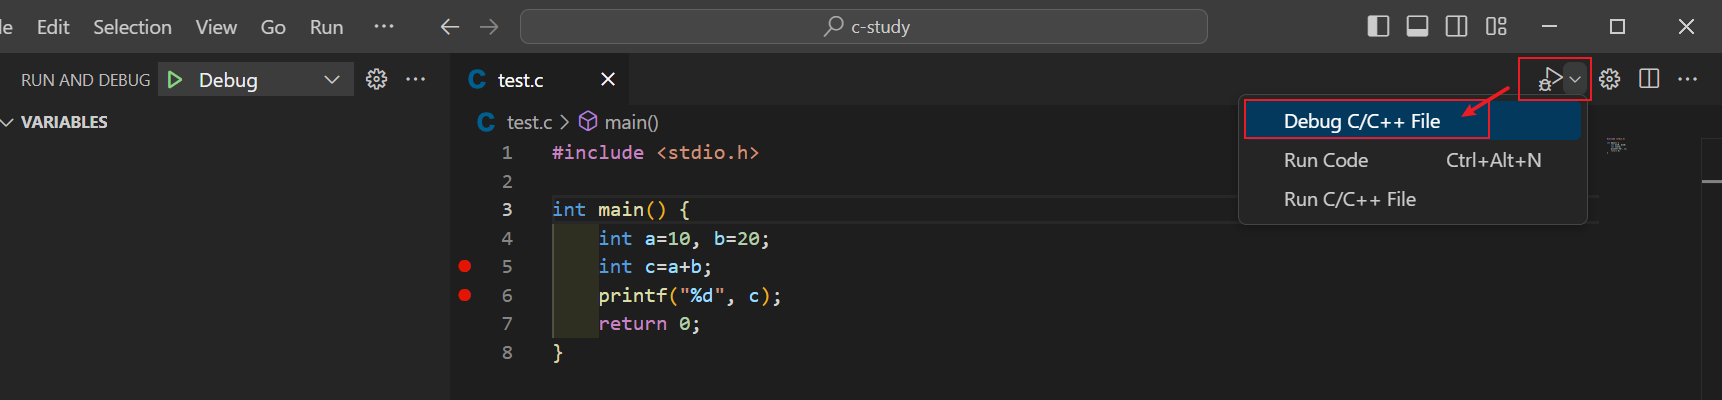 le Edit Selection View Go Run ··· c-study
RUN AND DEBUG Debug ···
C test.c ···
VARIABLES
C test.c > main()
Debug C/C++ File
Run Code Ctrl+Alt+N
Run C/C++ File
1 #include <stdio.h>
2
3 int main() {
4 int a=10, b=20;
5 int c=a+b;
6 printf("%d", c);
7 return 0;
8 }